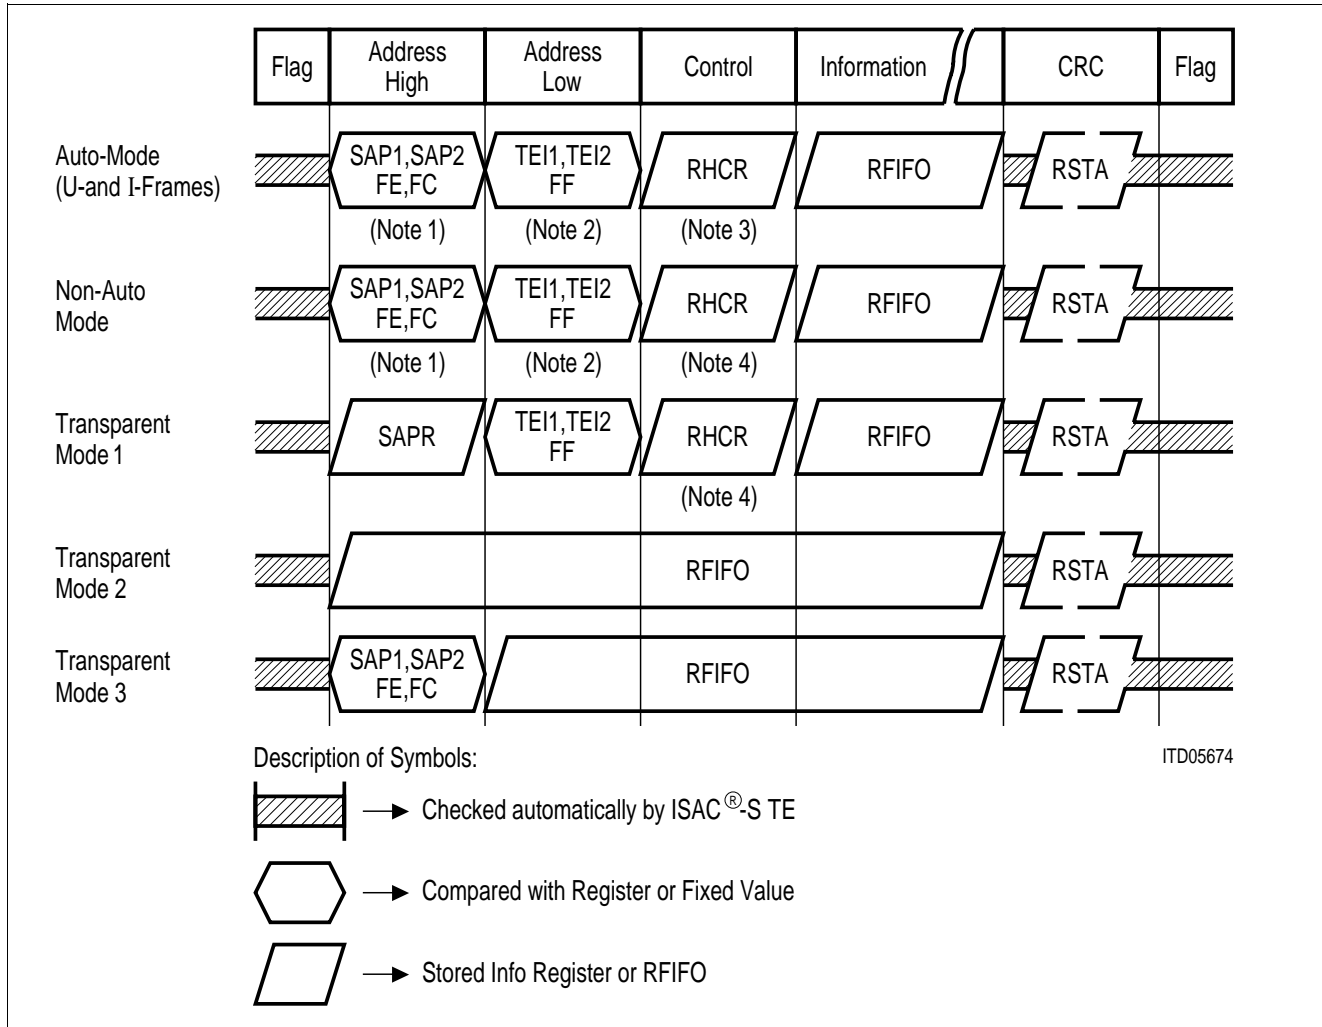 Flag
Address
High
Address
Low
Control
Information
CRC
Flag
Auto-Mode
(U-and I-Frames)
SAP1,SAP2
FE,FC
TEI1,TEI2
FF
RHCR
RFIFO
RSTA
(Note 1)
(Note 2)
(Note 3)
Non-Auto
Mode
SAP1,SAP2
FE,FC
TEI1,TEI2
FF
RHCR
RFIFO
RSTA
(Note 1)
(Note 2)
(Note 4)
Transparent
Mode 1
SAPR
TEI1,TEI2
FF
RHCR
RFIFO
RSTA
(Note 4)
Transparent
Mode 2
RFIFO
RSTA
Transparent
Mode 3
SAP1,SAP2
FE,FC
RFIFO
RSTA
Description of Symbols:
ITD05674
Checked automatically by ISAC ®-S TE
Compared with Register or Fixed Value
Stored Info Register or RFIFO